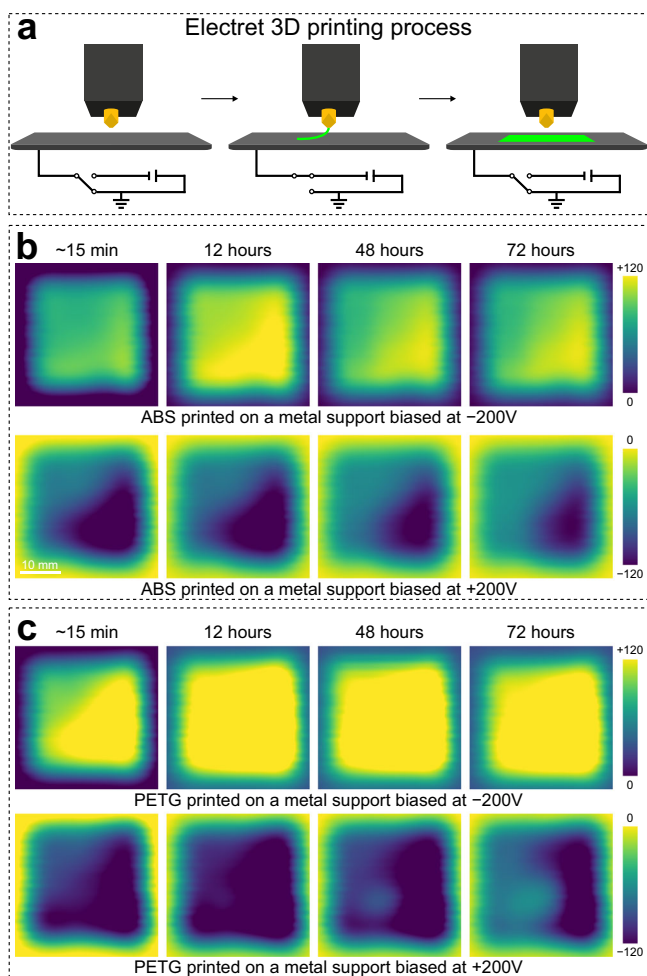 a Electret 3D printing process
b ~15 min 12 hours 48 hours 72 hours
+120
0
ABS printed on a metal support biased at −200V
0
10 mm
−120
ABS printed on a metal support biased at +200V
c ~15 min 12 hours 48 hours 72 hours
+120
0
PETG printed on a metal support biased at −200V
0
−120
PETG printed on a metal support biased at +200V